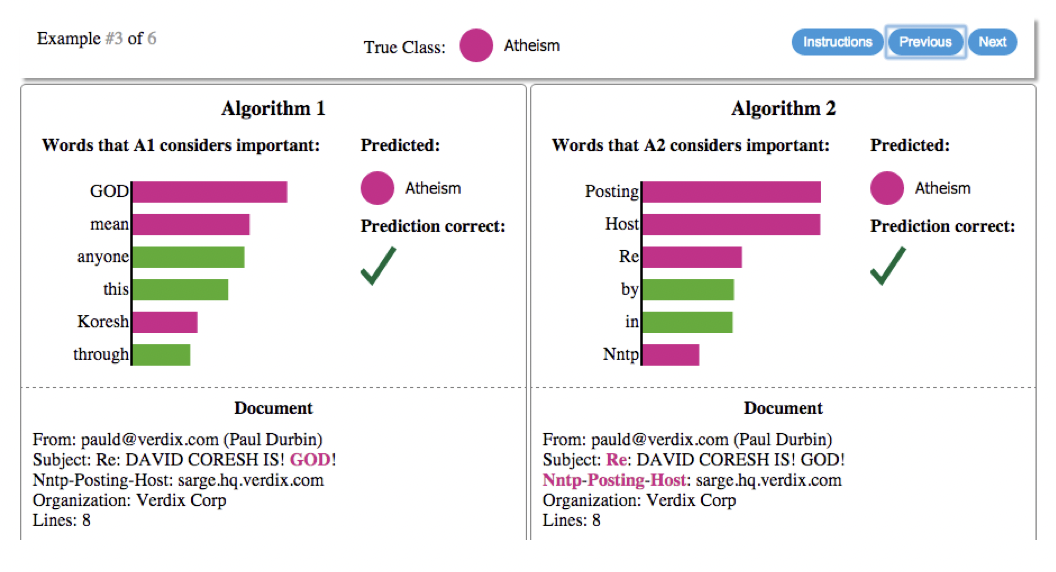 Example #3 of 6
True Class: Atheism
Instructions
Previous
Next
Algorithm 1
Words that A1 considers important:
Predicted:
GOD
mean
anyone
this
Koresh
through
Atheism
Prediction correct:
Document
From: pauld@verdix.com (Paul Durbin)
Subject: Re: DAVID CORESH IS! GOD!
Nntp-Posting-Host: sarge.hq.verdix.com
Organization: Verdix Corp
Lines: 8
Algorithm 2
Words that A2 considers important:
Predicted:
Posting
Host
Re
by
in
Nntp
Atheism
Prediction correct:
Document
From: pauld@verdix.com (Paul Durbin)
Subject: Re: DAVID CORESH IS! GOD!
Nntp-Posting-Host: sarge.hq.verdix.com
Organization: Verdix Corp
Lines: 8